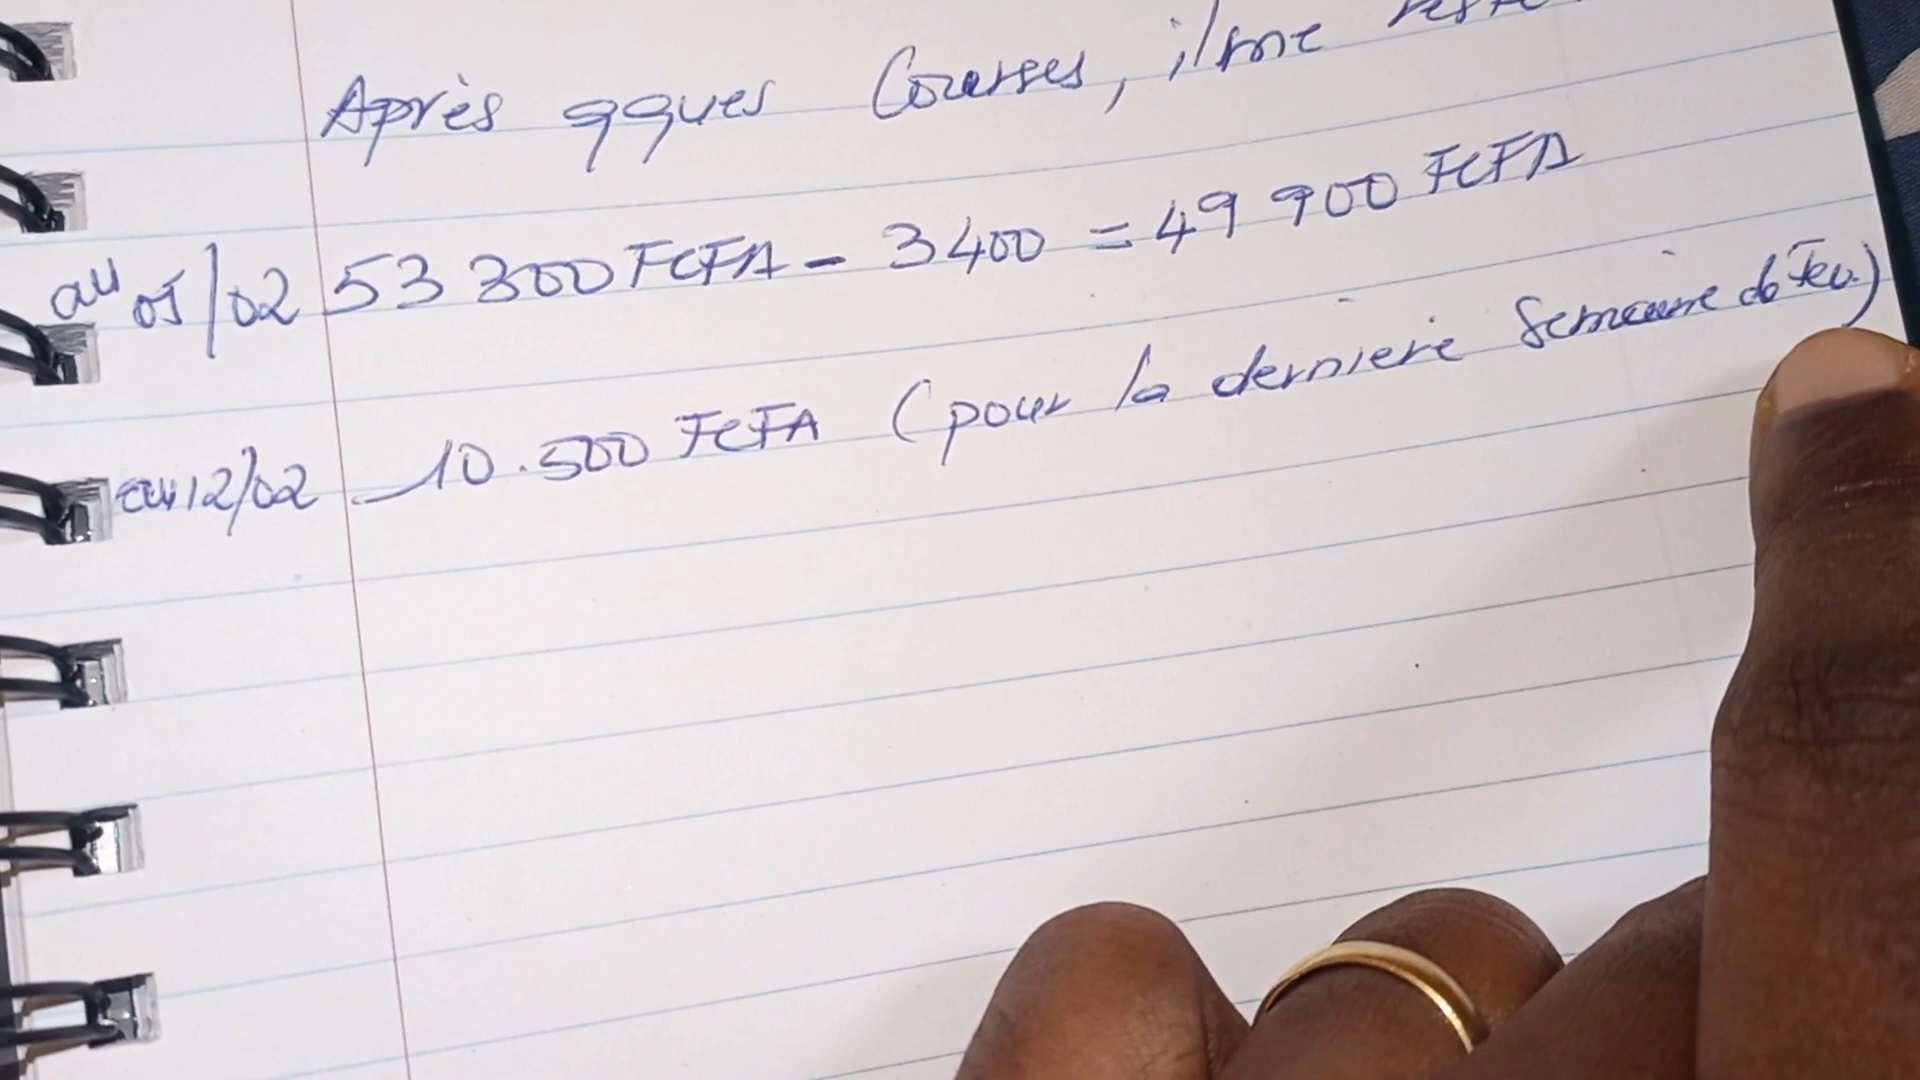 Après qques Courses, il me reste
au 05/02 53 300 FCFA - 3400 = 49 900 FCFA
au 12/02 10.500 FCFA (pour la dernière Semaine de Fev.)